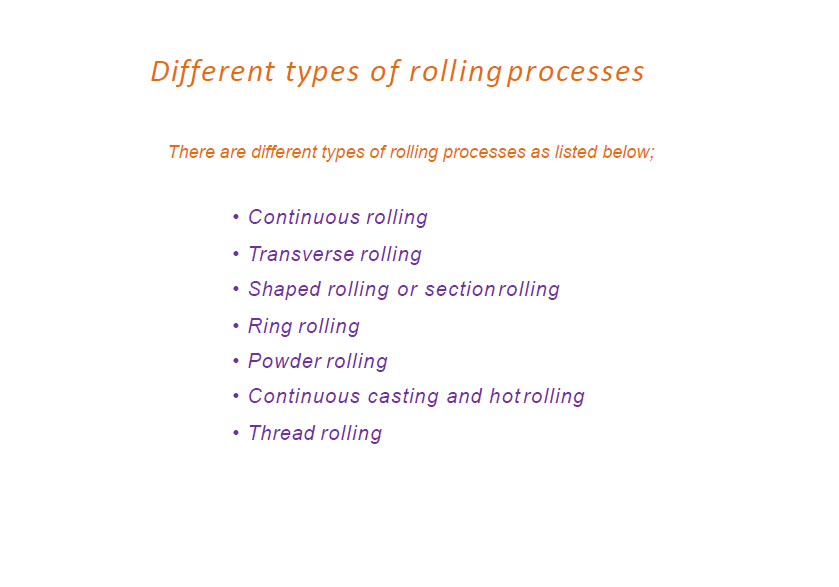 Different types of rolling processes
There are different types of rolling processes as listed below;
• Continuous rolling
• Transverse rolling
• Shaped rolling or section rolling
• Ring rolling
• Powder rolling
• Continuous casting and hot rolling
• Thread rolling